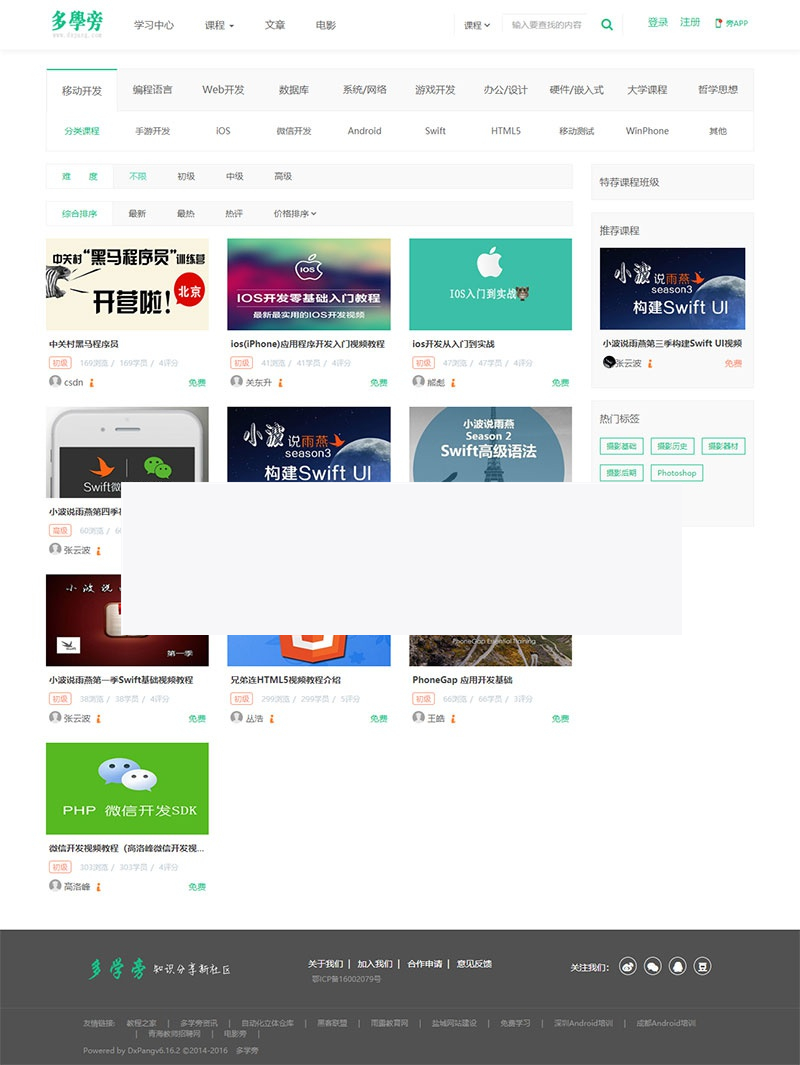 多學旁
www.dxpang.com
学习中心 课程 文章 电影 课程 输入要查找的内容 登录 注册 旁APP
移动开发 编程语言 Web开发 数据库 系统/网络 游戏开发 办公/设计 硬件/嵌入式 大学课程 哲学思想
分类课程 手游开发 iOS 微信开发 Android Swift HTML5 移动测试 WinPhone 其他
难 度 不限 初级 中级 高级
综合排序 最新 最热 热评 价格排序
特荐课程班级
中关村"黑马程序员"训练营
开营啦! 北京
中关村黑马程序员
初级 169浏览 / 169学员 / 4评分
csdn 免费
iOS
IOS开发零基础入门教程
最新最实用的IOS开发视频
ios(iPhone)应用程序开发入门视频教程
初级 41浏览 / 41学员 / 4评分
关东升 免费
IOS入门到实战
ios开发从入门到实战
初级 47浏览 / 47学员 / 4评分
熊彪 免费
推荐课程
小波说雨燕
season3
构建Swift UI
小波说雨燕第三季构建Swift UI视频
张云波 免费
热门标签
摄影基础 摄影历史 摄影器材
摄影后期 Photoshop
Swift微
小波说雨燕第四季
高级 60浏览 /
张云波
小波说雨燕
season3
构建Swift UI
小波说雨燕
Season 2
Swift高级语法
小 波 说
第一季
小波说雨燕第一季Swift基础视频教程
初级 38浏览 / 38学员 / 4评分
张云波 免费
兄弟连HTML5视频教程介绍
初级 299浏览 / 299学员 / 5评分
丛浩 免费
PhoneGap Essential Training
PhoneGap 应用开发基础
初级 66浏览 / 66学员 / 3评分
王皓 免费
PHP 微信开发SDK
微信开发视频教程（高洛峰微信开发视...
初级 303浏览 / 303学员 / 4评分
高洛峰 免费
多学旁 知识分享新社区
关于我们 | 加入我们 | 合作申请 | 意见反馈
鄂ICP备16002079号
关注我们:
友情链接: 教程之家 | 多学旁资讯 | 自动化立体仓库 | 黑客联盟 | 雨露教育网 | 盐城网站建设 | 免费学习 | 深圳Android培训 | 成都Android培训
| 青海教师招聘网 | 电影旁 |
Powered by DxPangv6.16.2 ©2014-2016 多学旁